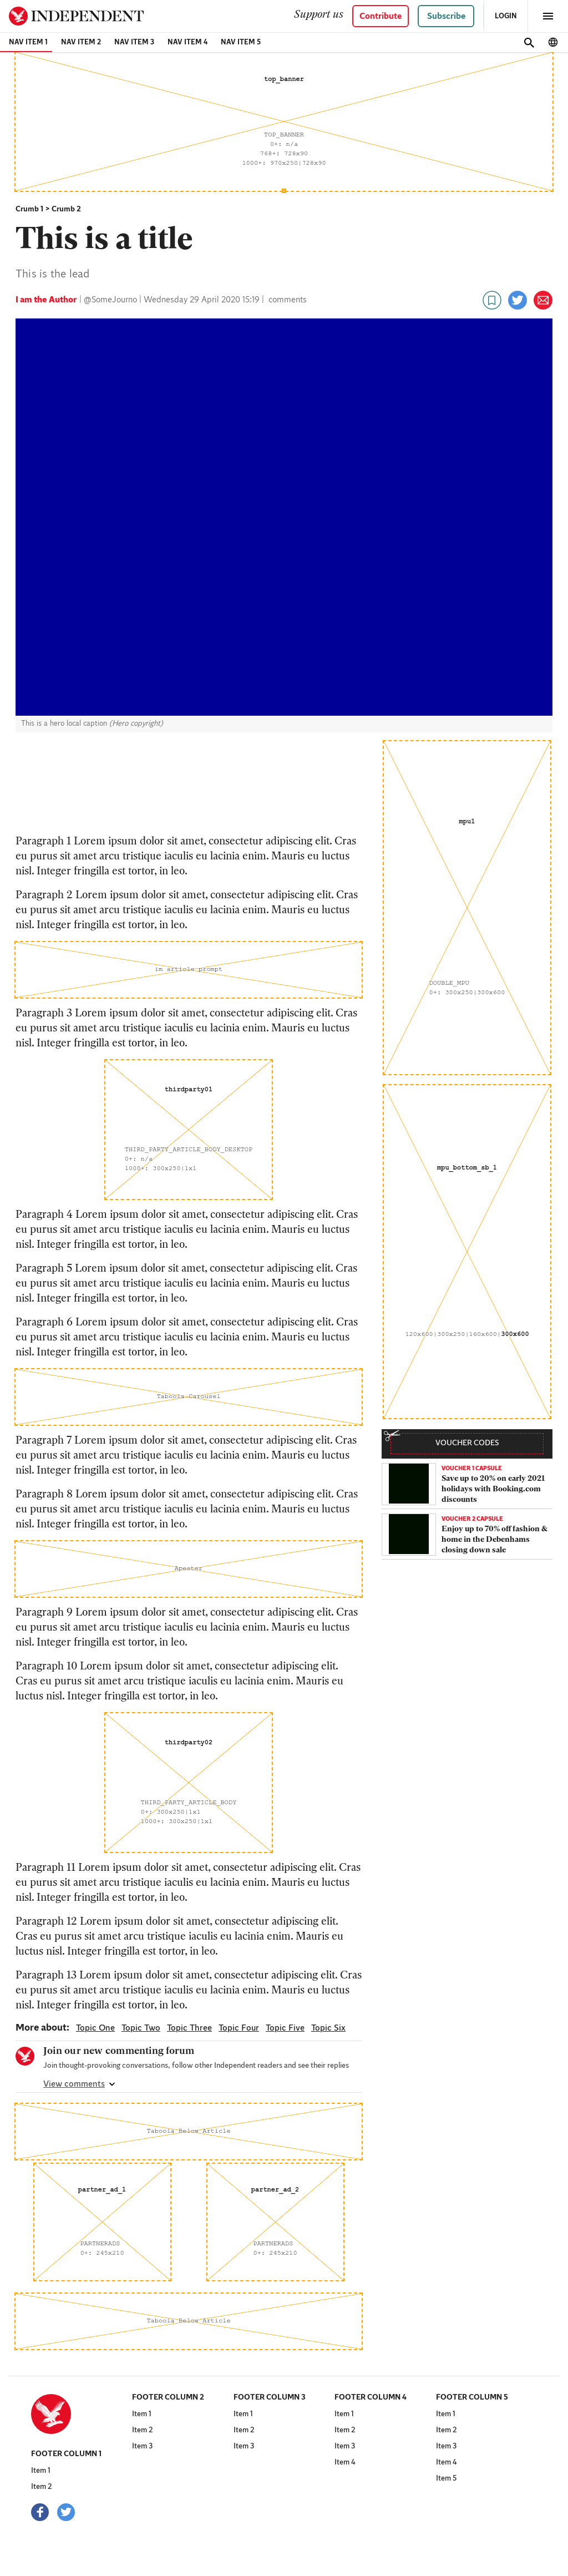 INDEPENDENT
Support us
Contribute
Subscribe
LOGIN
NAV ITEM 1
NAV ITEM 2
NAV ITEM 3
NAV ITEM 4
NAV ITEM 5
top_banner
TOP_BANNER
0+: n/a
768+: 728x90
1000+: 970x250|728x90
Crumb 1 > Crumb 2
This is a title
This is the lead
I am the Author | @SomeJourno | Wednesday 29 April 2020 15:19 | comments
This is a hero local caption (Hero copyright)
Paragraph 1 Lorem ipsum dolor sit amet, consectetur adipiscing elit. Cras
eu purus sit amet arcu tristique iaculis eu lacinia enim. Mauris eu luctus
nisl. Integer fringilla est tortor, in leo.
Paragraph 2 Lorem ipsum dolor sit amet, consectetur adipiscing elit. Cras
eu purus sit amet arcu tristique iaculis eu lacinia enim. Mauris eu luctus
nisl. Integer fringilla est tortor, in leo.
im article prompt
Paragraph 3 Lorem ipsum dolor sit amet, consectetur adipiscing elit. Cras
eu purus sit amet arcu tristique iaculis eu lacinia enim. Mauris eu luctus
nisl. Integer fringilla est tortor, in leo.
thirdparty01
THIRD_PARTY_ARTICLE_BODY_DESKTOP
0+: n/a
1000+: 300x250|1x1
Paragraph 4 Lorem ipsum dolor sit amet, consectetur adipiscing elit. Cras
eu purus sit amet arcu tristique iaculis eu lacinia enim. Mauris eu luctus
nisl. Integer fringilla est tortor, in leo.
Paragraph 5 Lorem ipsum dolor sit amet, consectetur adipiscing elit. Cras
eu purus sit amet arcu tristique iaculis eu lacinia enim. Mauris eu luctus
nisl. Integer fringilla est tortor, in leo.
Paragraph 6 Lorem ipsum dolor sit amet, consectetur adipiscing elit. Cras
eu purus sit amet arcu tristique iaculis eu lacinia enim. Mauris eu luctus
nisl. Integer fringilla est tortor, in leo.
Taboola Carousel
Paragraph 7 Lorem ipsum dolor sit amet, consectetur adipiscing elit. Cras
eu purus sit amet arcu tristique iaculis eu lacinia enim. Mauris eu luctus
nisl. Integer fringilla est tortor, in leo.
Paragraph 8 Lorem ipsum dolor sit amet, consectetur adipiscing elit. Cras
eu purus sit amet arcu tristique iaculis eu lacinia enim. Mauris eu luctus
nisl. Integer fringilla est tortor, in leo.
Apester
Paragraph 9 Lorem ipsum dolor sit amet, consectetur adipiscing elit. Cras
eu purus sit amet arcu tristique iaculis eu lacinia enim. Mauris eu luctus
nisl. Integer fringilla est tortor, in leo.
Paragraph 10 Lorem ipsum dolor sit amet, consectetur adipiscing elit.
Cras eu purus sit amet arcu tristique iaculis eu lacinia enim. Mauris eu
luctus nisl. Integer fringilla est tortor, in leo.
thirdparty02
THIRD_PARTY_ARTICLE_BODY
0+: 300x250|1x1
1000+: 300x250|1x1
Paragraph 11 Lorem ipsum dolor sit amet, consectetur adipiscing elit. Cras
eu purus sit amet arcu tristique iaculis eu lacinia enim. Mauris eu luctus
nisl. Integer fringilla est tortor, in leo.
Paragraph 12 Lorem ipsum dolor sit amet, consectetur adipiscing elit.
Cras eu purus sit amet arcu tristique iaculis eu lacinia enim. Mauris eu
luctus nisl. Integer fringilla est tortor, in leo.
Paragraph 13 Lorem ipsum dolor sit amet, consectetur adipiscing elit. Cras
eu purus sit amet arcu tristique iaculis eu lacinia enim. Mauris eu luctus
nisl. Integer fringilla est tortor, in leo.
More about: Topic One Topic Two Topic Three Topic Four Topic Five Topic Six
Join our new commenting forum
Join thought-provoking conversations, follow other Independent readers and see their replies
View comments
Taboola Below Article
partner_ad_1
PARTNERADS
0+: 245x210
partner_ad_2
PARTNERADS
0+: 245x210
Taboola Below Article
mpu1
DOUBLE_MPU
0+: 300x250|300x600
mpu_bottom_sb_1
120x600|300x250|160x600|300x600
VOUCHER CODES
VOUCHER 1 CAPSULE
Save up to 20% on early 2021
holidays with Booking.com
discounts
VOUCHER 2 CAPSULE
Enjoy up to 70% off fashion &
home in the Debenhams
closing down sale
FOOTER COLUMN 1
Item 1
Item 2
FOOTER COLUMN 2
Item 1
Item 2
Item 3
FOOTER COLUMN 3
Item 1
Item 2
Item 3
FOOTER COLUMN 4
Item 1
Item 2
Item 3
Item 4
FOOTER COLUMN 5
Item 1
Item 2
Item 3
Item 4
Item 5